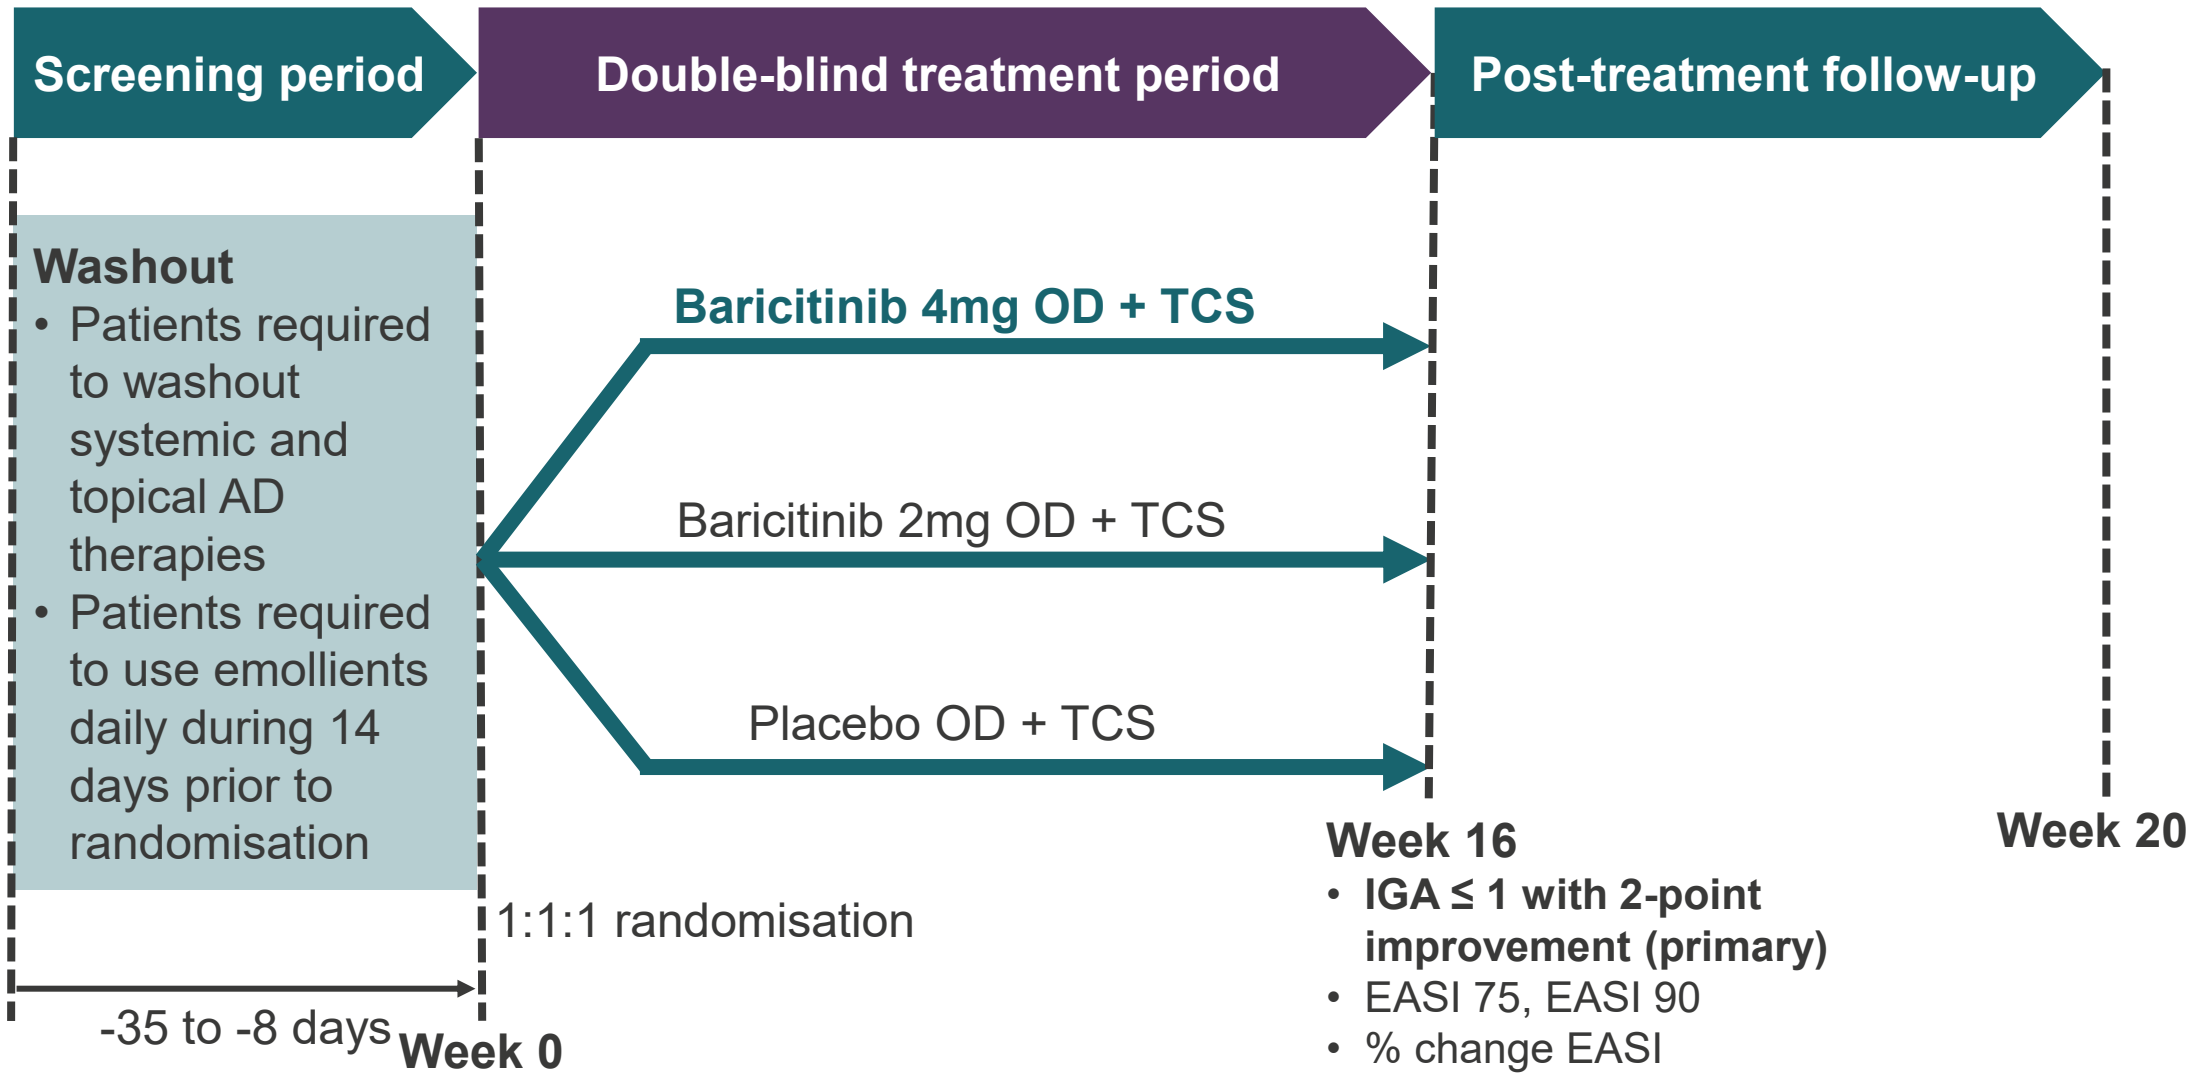 Screening period
Double-blind treatment period
Post-treatment follow-up
Washout
• Patients required
to washout
systemic and
topical AD
therapies
• Patients required
to use emollients
daily during 14
days prior to
randomisation
Baricitinib 4mg OD + TCS
Baricitinib 2mg OD + TCS
Placebo OD + TCS
1:1:1 randomisation
-35 to -8 days
Week 0
Week 16
• IGA ≤ 1 with 2-point
improvement (primary)
• EASI 75, EASI 90
• % change EASI
Week 20